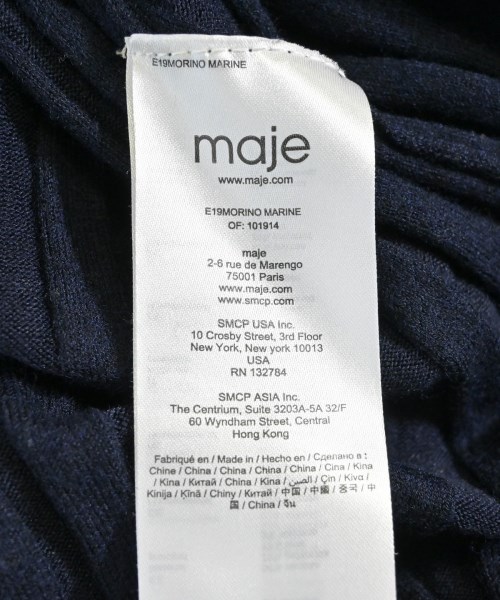 E19MORINO MARINE
maje
www.maje.com
E19MORINO MARINE
OF: 101914
maje
2-6 rue de Marengo
75001 Paris
www.maje.com
www.smcp.com
SMCP USA Inc.
10 Crosby Street, 3rd Floor
New York, New york 10013
USA
RN 132784
SMCP ASIA Inc.
The Centrium, Suite 3203A-5A 32/F
60 Wyndham Street, Central
Hong Kong
Fabriqué en / Made in / Hecho en / Сделано в :
Chine / China / China / China / China / Cina / Kina
/ Kina / Китай / China / Kina / الصين / Çin / Kiva /
Kinija / Ķīnā / Chiny / Китай / 中国 / 中國 / 중국 / 中
国 / China / จีน